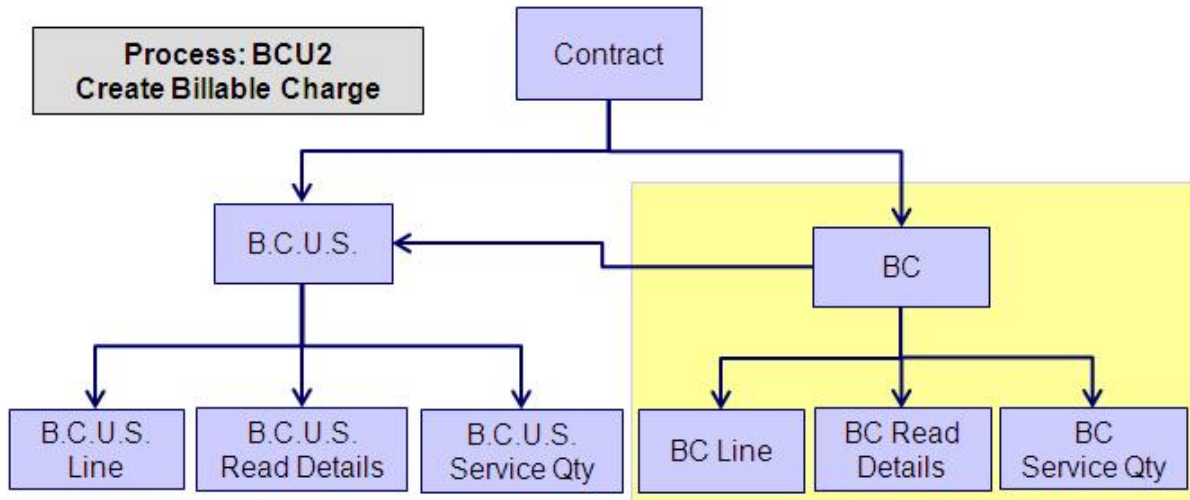 Process: BCU2
Create Billable Charge
Contract
B.C.U.S.
BC
B.C.U.S.
Line
B.C.U.S.
Read Details
B.C.U.S.
Service Qty
BC Line
BC Read
Details
BC
Service Qty